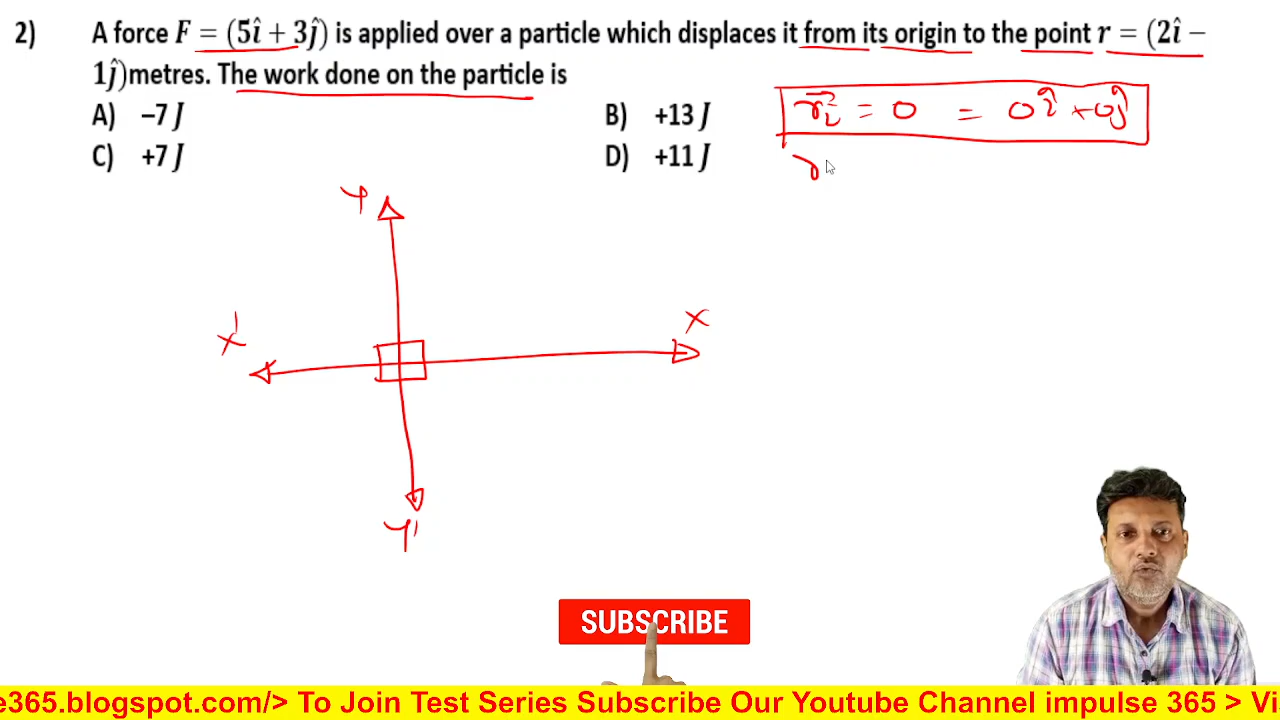 2) A force F = (5î + 3ĵ) is applied over a particle which displaces it from its origin to the point r = (2î −
1ĵ)metres. The work done on the particle is
A) –7 J B) +13 J
C) +7 J D) +11 J
r⃗ᵢ = 0 = 0î + 0ĵ
r
Y
X' X
Y'
SUBSCRIBE
e365.blogspot.com/> To Join Test Series Subscribe Our Youtube Channel impulse 365 > Vi